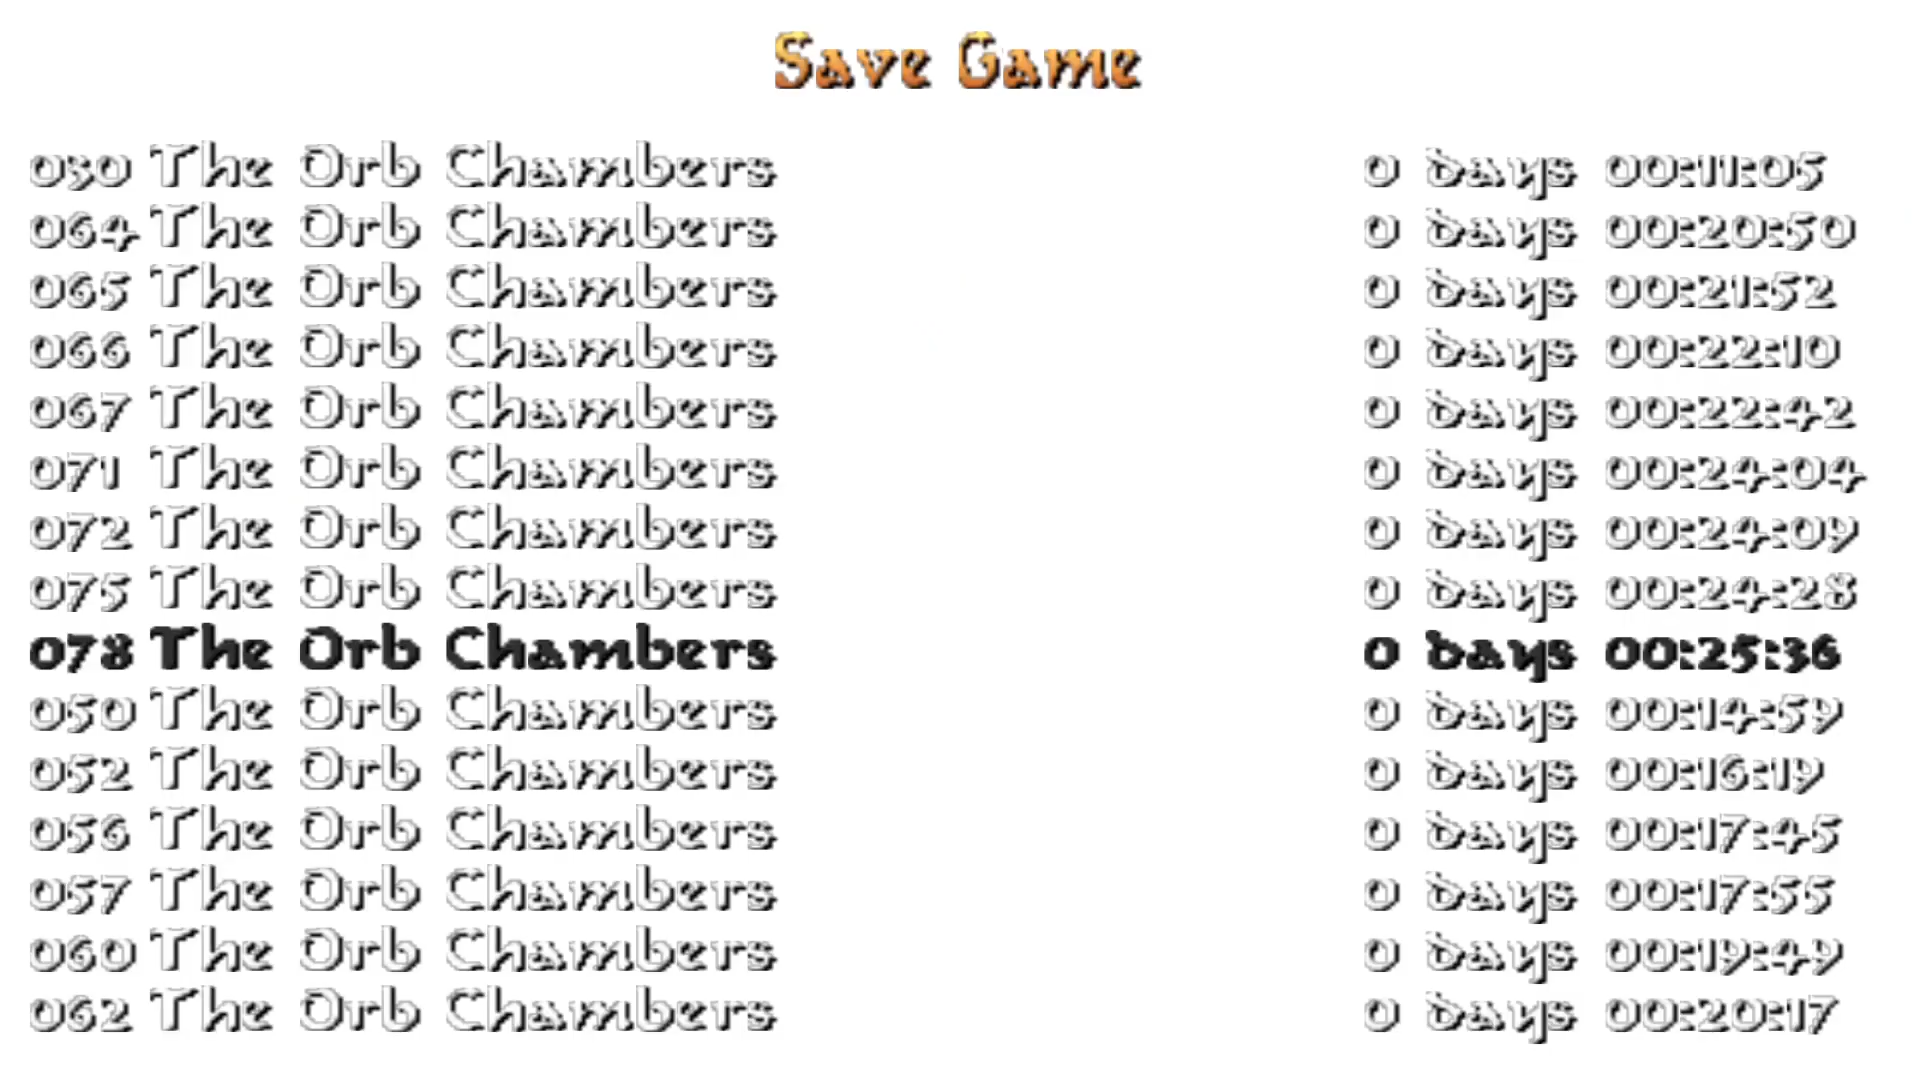 Save Game
030 The Orb Chambers 0 days 00:11:05
064 The Orb Chambers 0 days 00:20:50
065 The Orb Chambers 0 days 00:21:52
066 The Orb Chambers 0 days 00:22:10
067 The Orb Chambers 0 days 00:22:42
071 The Orb Chambers 0 days 00:24:04
072 The Orb Chambers 0 days 00:24:09
075 The Orb Chambers 0 days 00:24:28
078 The Orb Chambers 0 days 00:25:36
050 The Orb Chambers 0 days 00:14:59
052 The Orb Chambers 0 days 00:16:19
056 The Orb Chambers 0 days 00:17:45
057 The Orb Chambers 0 days 00:17:55
060 The Orb Chambers 0 days 00:19:49
062 The Orb Chambers 0 days 00:20:17